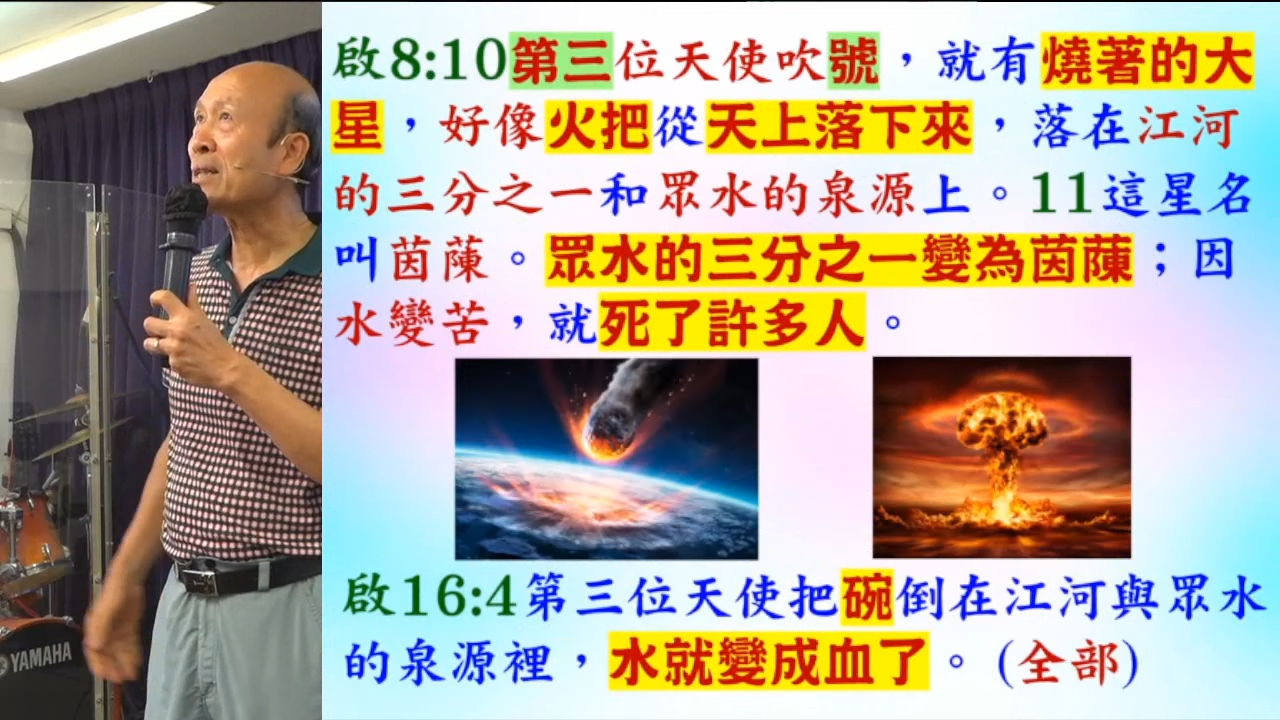 啟8:10第三位天使吹號，就有燒著的大
星，好像火把從天上落下來，落在江河
的三分之一和眾水的泉源上。11這星名
叫茵蔯。眾水的三分之一變為茵蔯；因
水變苦，就死了許多人。
啟16:4第三位天使把碗倒在江河與眾水
的泉源裡，水就變成血了。(全部)
YAMAHA